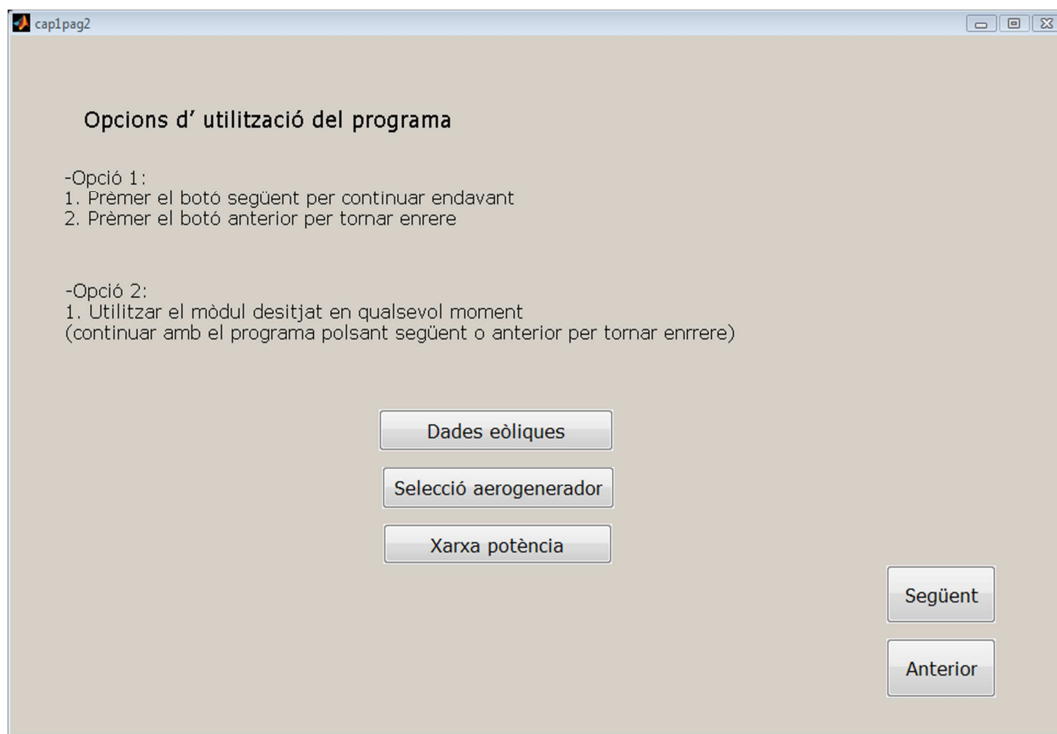 cap1pag2
Opcions d' utilització del programa
-Opció 1:
1. Prèmer el botó següent per continuar endavant
2. Prèmer el botó anterior per tornar enrere
-Opció 2:
1. Utilitzar el mòdul desitjat en qualsevol moment
(continuar amb el programa polsant següent o anterior per tornar enrrere)
Dades eòliques
Selecció aerogenerador
Xarxa potència
Següent
Anterior